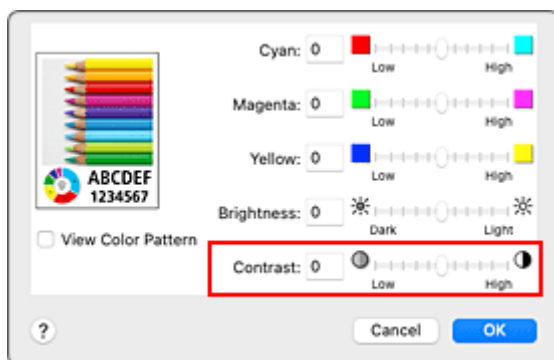 Cyan: 0
Low High
Magenta: 0
Low High
Yellow: 0
Low High
ABCDEF
1234567
Brightness: 0
Dark Light
View Color Pattern
Contrast: 0
Low High
? Cancel OK